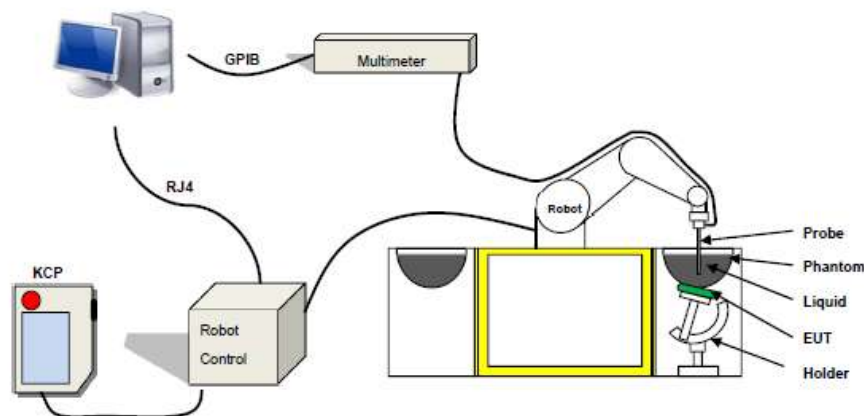 GPIB
Multimeter
RJ4
Robot
Probe
Phantom
Liquid
EUT
Holder
KCP
Robot
Control